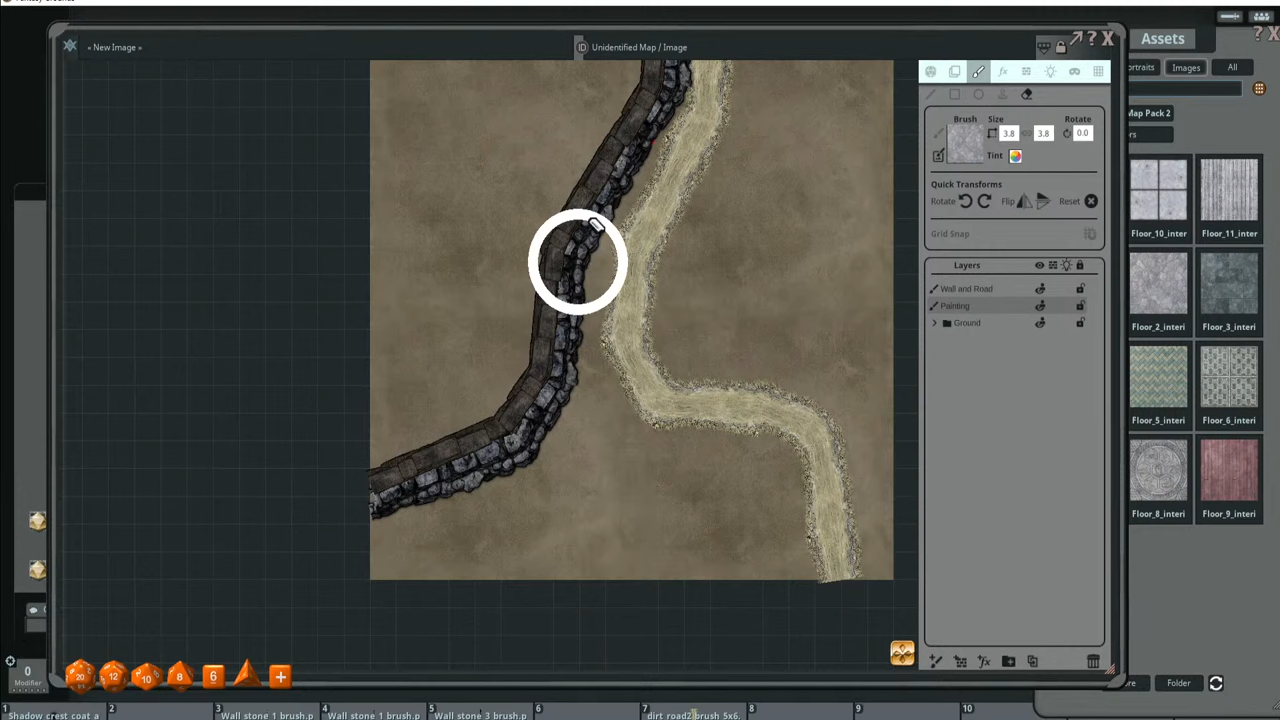 « New Image »
ID Unidentified Map / Image
Assets
Images
All
Map Pack 2
Brush
Size
Rotate
3.8
3.8
0.0
Tint
Quick Transforms
Rotate
Flip
Reset
Grid Snap
Layers
Wall and Road
Painting
Ground
Floor_10_inter
Floor_11_inter
Floor_2_interi
Floor_3_interi
Floor_5_interi
Floor_6_interi
Floor_8_interi
Floor_9_interi
Folder
0
Modifier
20
12
10
8
6
1
2
3
4
5
6
7
8
9
10
Shadow crest coat a
Wall stone 1 brush.p
Wall stone 1 brush.p
Wall stone 3 brush.p
dirt road2 brush 5x6.